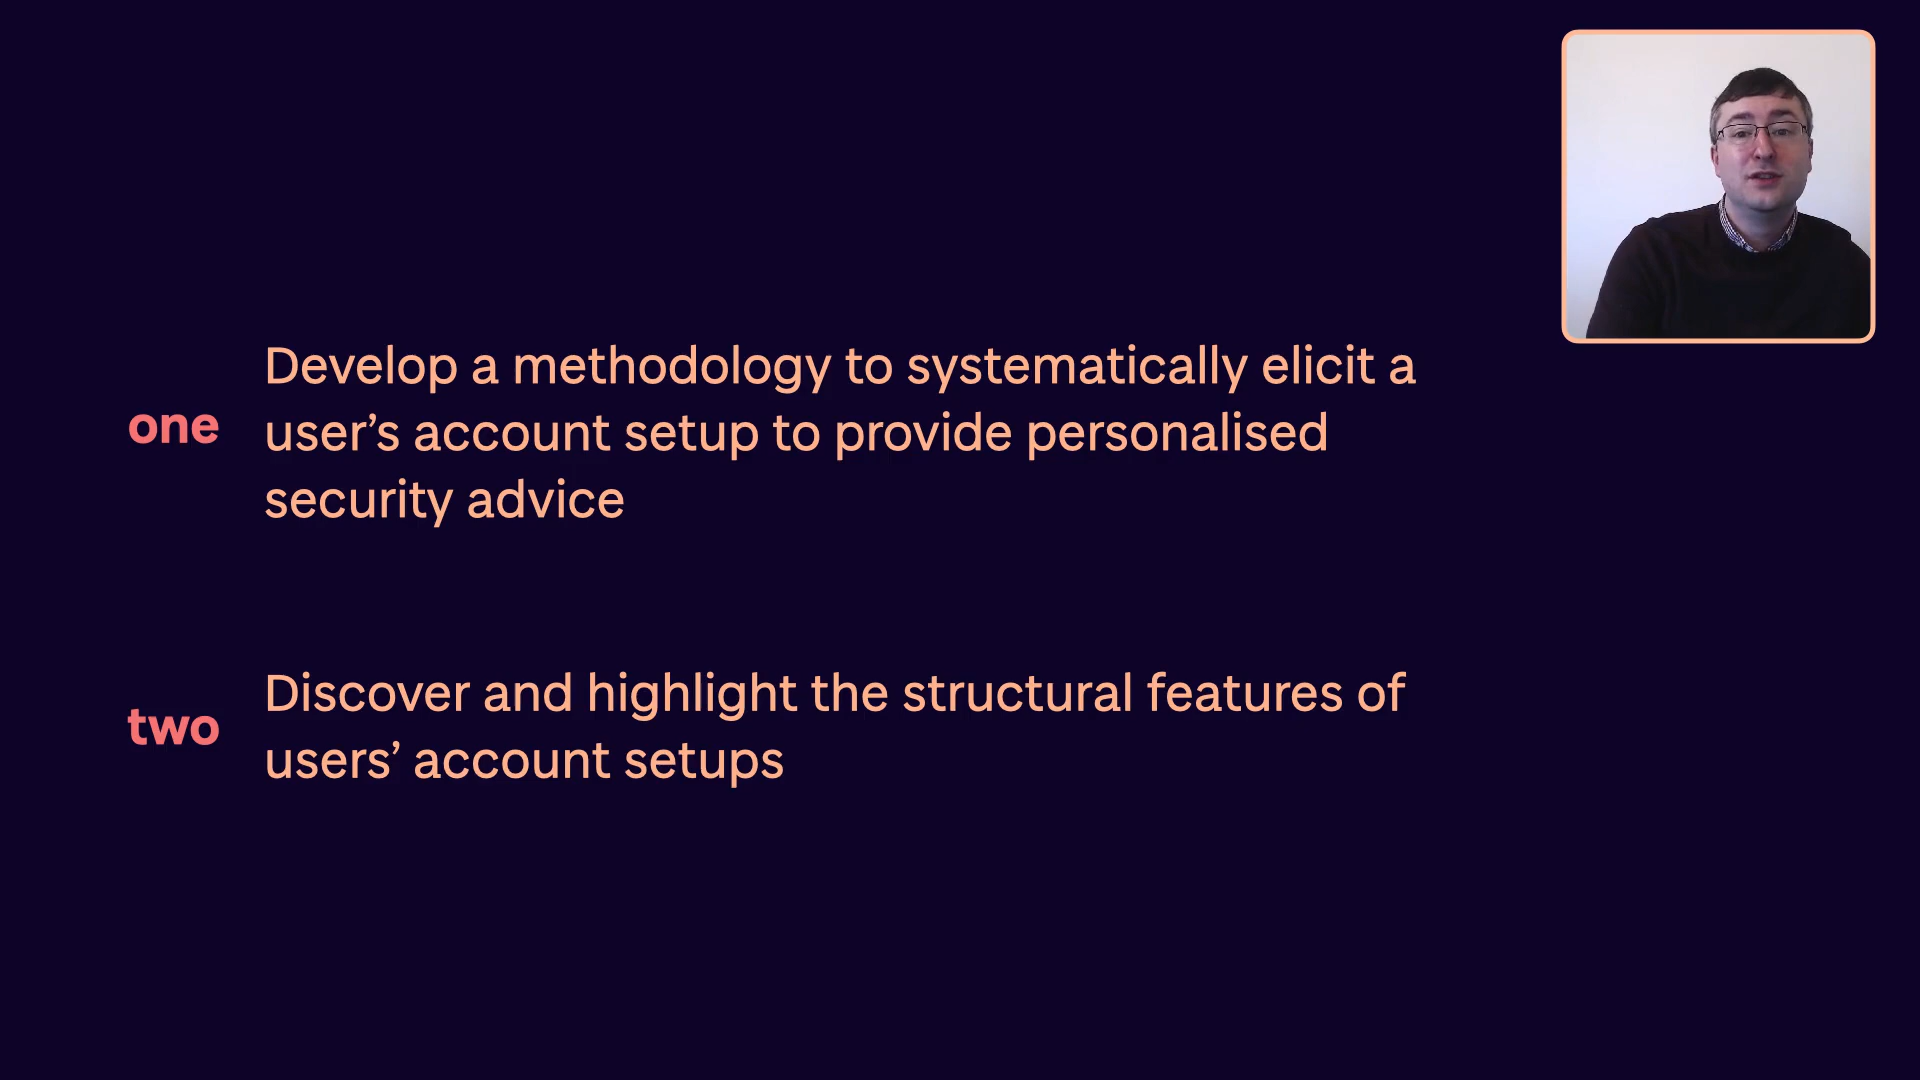 one
Develop a methodology to systematically elicit a
user’s account setup to provide personalised
security advice
two
Discover and highlight the structural features of
users’ account setups